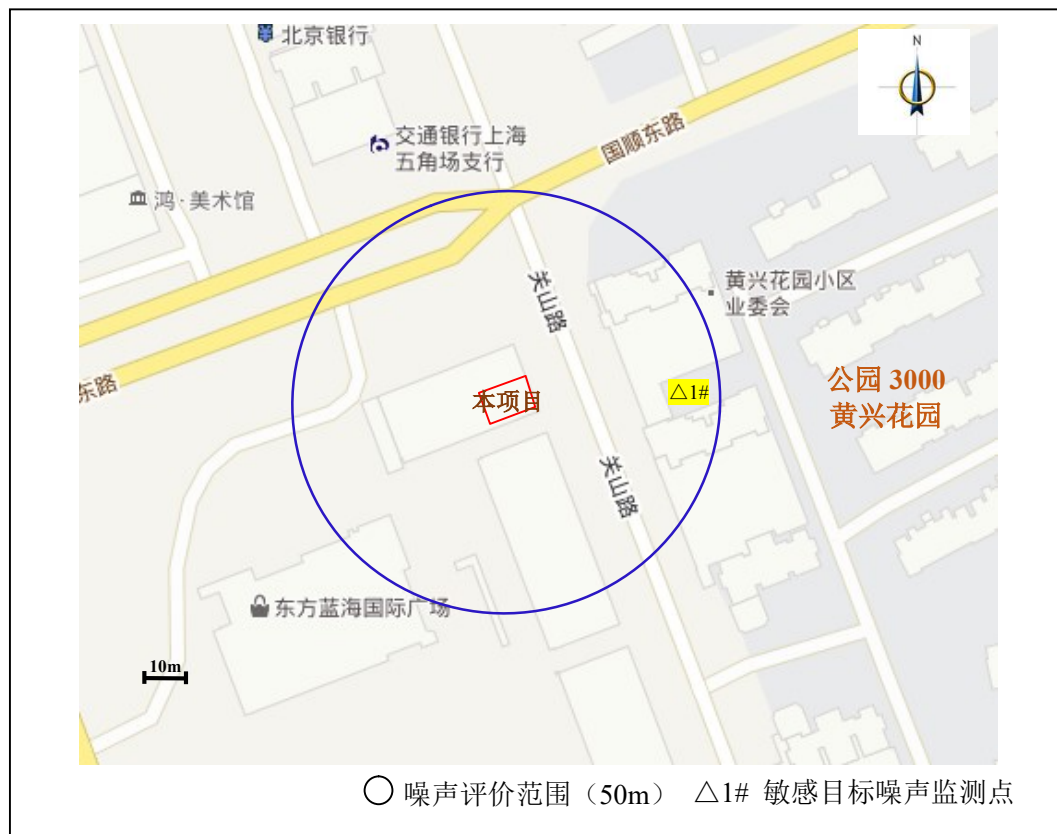 北京银行
N
交通银行上海
五角场支行
国顺东路
鸿·美术馆
关山路
黄兴花园小区
业委会
东路
本项目
△1#
公园 3000
黄兴花园
关山路
东方蓝海国际广场
10m
噪声评价范围（50m） △1# 敏感目标噪声监测点